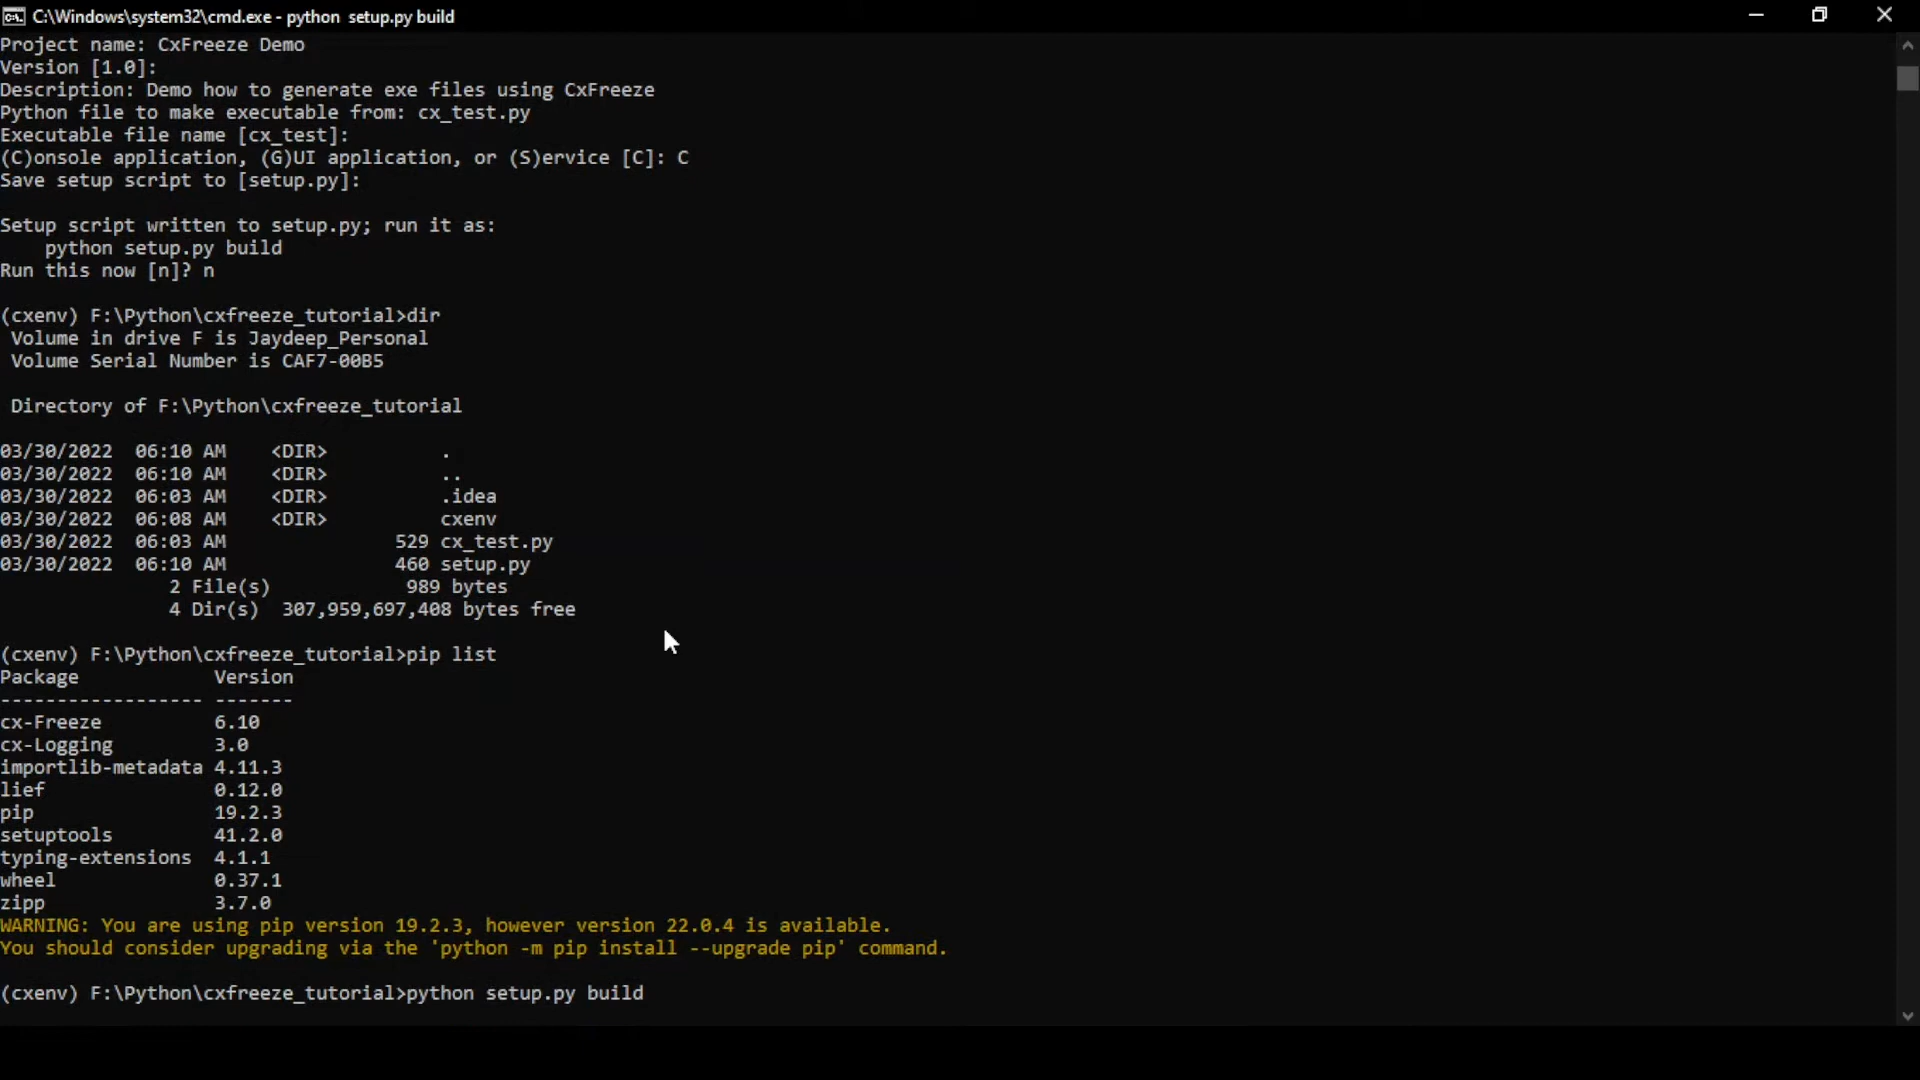 C:\Windows\system32\cmd.exe - python  setup.py build
Project name: CxFreeze Demo
Version [1.0]:
Description: Demo how to generate exe files using CxFreeze
Python file to make executable from: cx_test.py
Executable file name [cx_test]:
(C)onsole application, (G)UI application, or (S)ervice [C]: C
Save setup script to [setup.py]:
Setup script written to setup.py; run it as:
    python setup.py build
Run this now [n]? n
(cxenv) F:\Python\cxfreeze_tutorial>dir
 Volume in drive F is Jaydeep_Personal
 Volume Serial Number is CAF7-00B5
 Directory of F:\Python\cxfreeze_tutorial
03/30/2022  06:10 AM    <DIR>          .
03/30/2022  06:10 AM    <DIR>          ..
03/30/2022  06:03 AM    <DIR>          .idea
03/30/2022  06:08 AM    <DIR>          cxenv
03/30/2022  06:03 AM               529 cx_test.py
03/30/2022  06:10 AM               460 setup.py
               2 File(s)            989 bytes
               4 Dir(s)  307,959,697,408 bytes free
(cxenv) F:\Python\cxfreeze_tutorial>pip list
Package            Version
------------------ -------
cx-Freeze          6.10
cx-Logging         3.0
importlib-metadata 4.11.3
lief               0.12.0
pip                19.2.3
setuptools         41.2.0
typing-extensions  4.1.1
wheel              0.37.1
zipp               3.7.0
WARNING: You are using pip version 19.2.3, however version 22.0.4 is available.
You should consider upgrading via the 'python -m pip install --upgrade pip' command.
(cxenv) F:\Python\cxfreeze_tutorial>python setup.py build